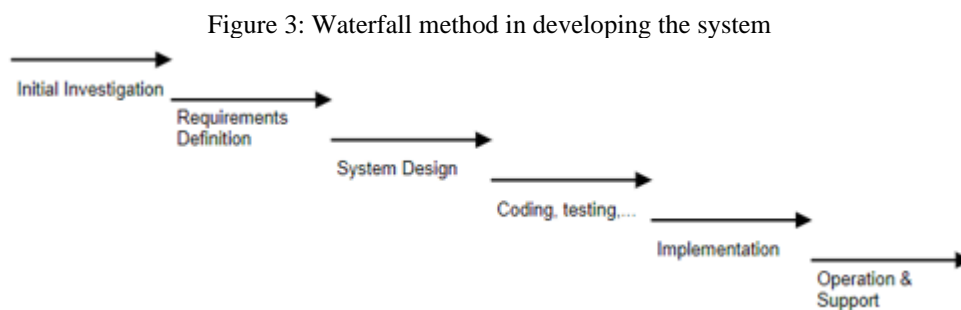 Figure 3: Waterfall method in developing the system
Initial Investigation
Requirements
Definition
System Design
Coding, testing,...
Implementation
Operation &
Support